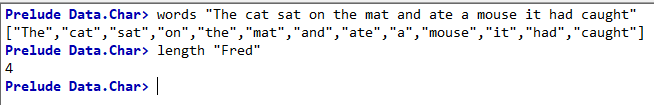 Prelude Data.Char> words "The cat sat on the mat and ate a mouse it had caught"
["The","cat","sat","on","the","mat","and","ate","a","mouse","it","had","caught"]
Prelude Data.Char> length "Fred"
4
Prelude Data.Char>